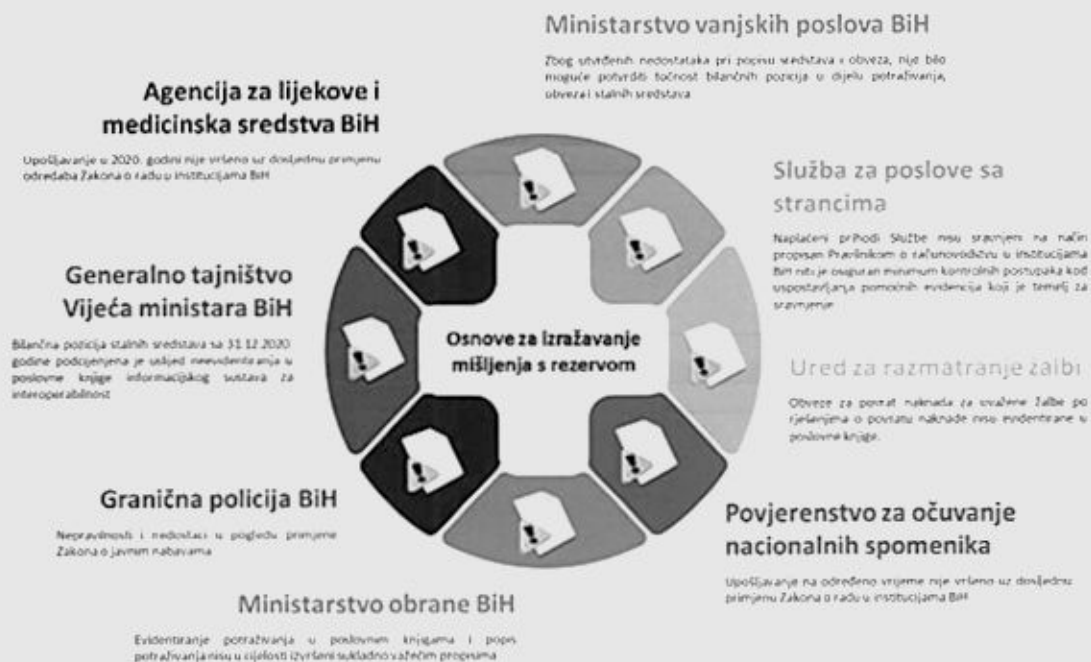 Ministarstvo vanjskih poslova BiH
Zbog utvrđenih nedostataka pri popisu sredstava i obveza, nije bilo
moguće potvrditi točnost bilančnih pozicija u dijelu potraživanja,
obveza i stalnih sredstava
Agencija za lijekove i
medicinska sredstva BiH
Upošljavanje u 2020. godini nije vršeno uz dosljednu primjenu
odredaba Zakona o radu u institucijama BiH
Služba za poslove sa
strancima
Naplaćeni prihodi Službe nisu sravnjeni na način
propisan Pravilnikom o računovodstvu u institucijama
BiH niti je osiguran minimum kontrolnih postupaka kod
uspostavljanja pomoćnih evidencija koji je temelj za
sravnjenje
Generalno tajništvo
Vijeća ministara BiH
Bilančna pozicija stalnih sredstava sa 31.12.2020.
godine podcijenjena je uslijed neevidentiranja u
poslovne knjige informacijskog sustava za
interoperabilnost
Osnove za izražavanje
mišljenja s rezervom
Ured za razmatranje žalbi
Obveze za povrat naknada za uvažene žalbe po
rješenjima o povratu naknade nisu evidentirane u
poslovne knjige.
Granična policija BiH
Nepravilnosti i nedostaci u pogledu primjene
Zakona o javnim nabavama
Povjerenstvo za očuvanje
nacionalnih spomenika
Upošljavanje na određeno vrijeme nije vršeno uz dosljednu
primjenu Zakona o radu u institucijama BiH
Ministarstvo obrane BiH
Evidentiranje potraživanja u poslovnim knjigama i popis
potraživanja nisu u cijelosti izvršeni sukladno važećim propisima